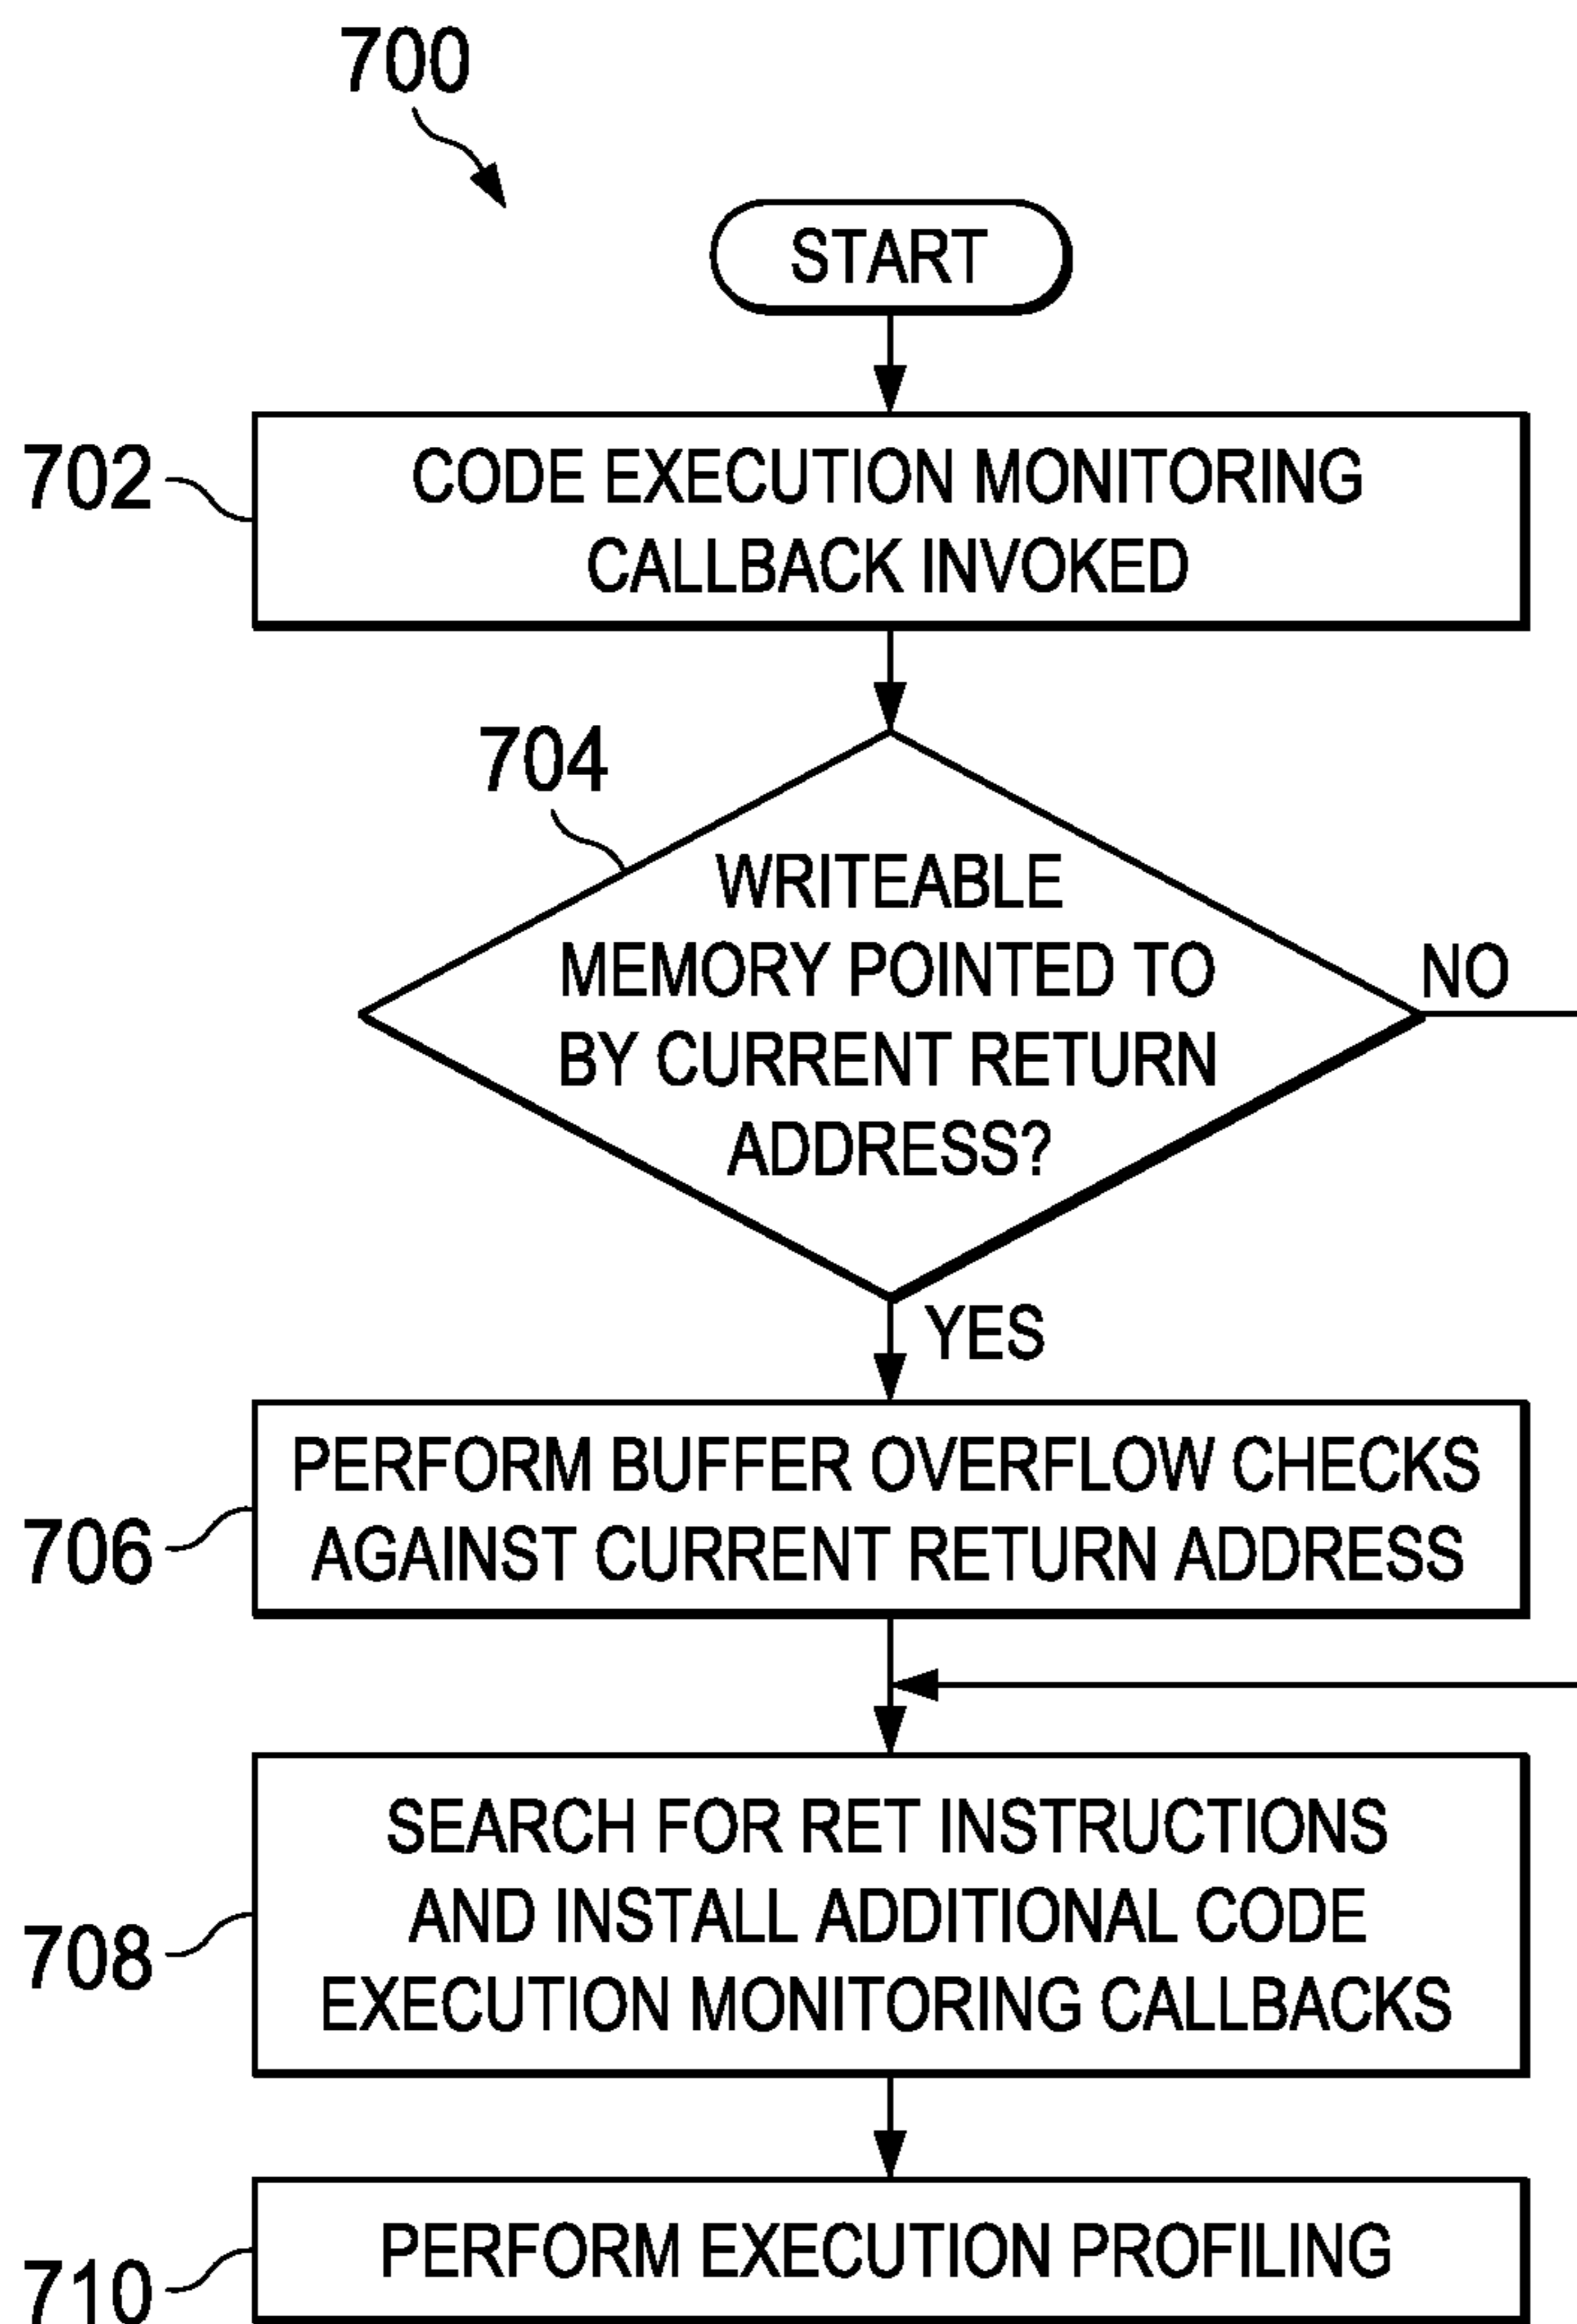 700
START
702
CODE EXECUTION MONITORING
CALLBACK INVOKED
704
WRITEABLE
MEMORY POINTED TO
BY CURRENT RETURN
ADDRESS?
NO
YES
706
PERFORM BUFFER OVERFLOW CHECKS
AGAINST CURRENT RETURN ADDRESS
708
SEARCH FOR RET INSTRUCTIONS
AND INSTALL ADDITIONAL CODE
EXECUTION MONITORING CALLBACKS
710
PERFORM EXECUTION PROFILING